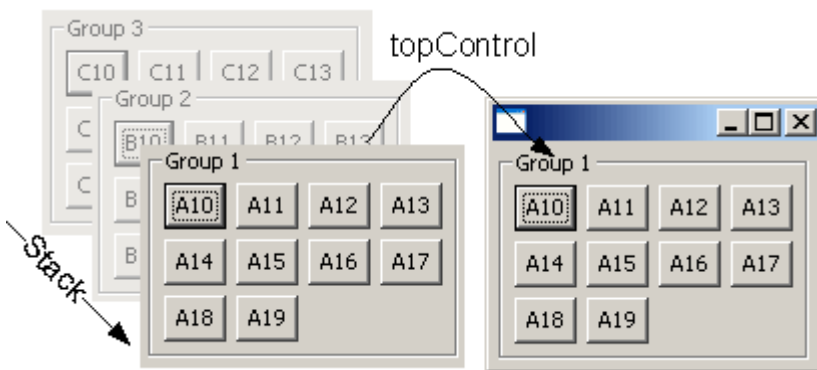 Group 3
topControl
C10 C11 C12 C13
Group 2
C
B10 B11 B12 B13
Group 1
Group 1
C
A10 A11 A12 A13
A10 A11 A12 A13
B
Stack
B
A14 A15 A16 A17
A14 A15 A16 A17
A18 A19
A18 A19